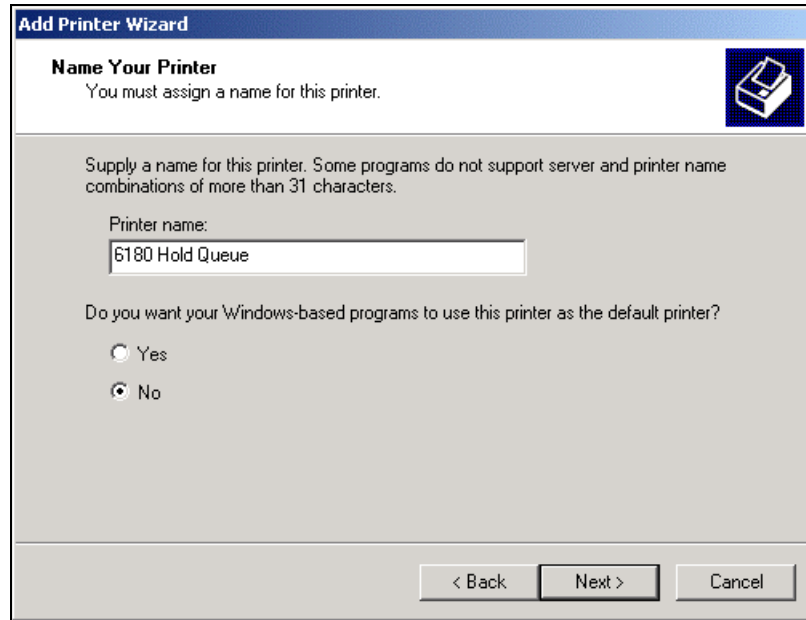 Add Printer Wizard
Name Your Printer
You must assign a name for this printer.
Supply a name for this printer. Some programs do not support server and printer name
combinations of more than 31 characters.
Printer name:
6180 Hold Queue
Do you want your Windows-based programs to use this printer as the default printer?
Yes
No
< Back Next > Cancel